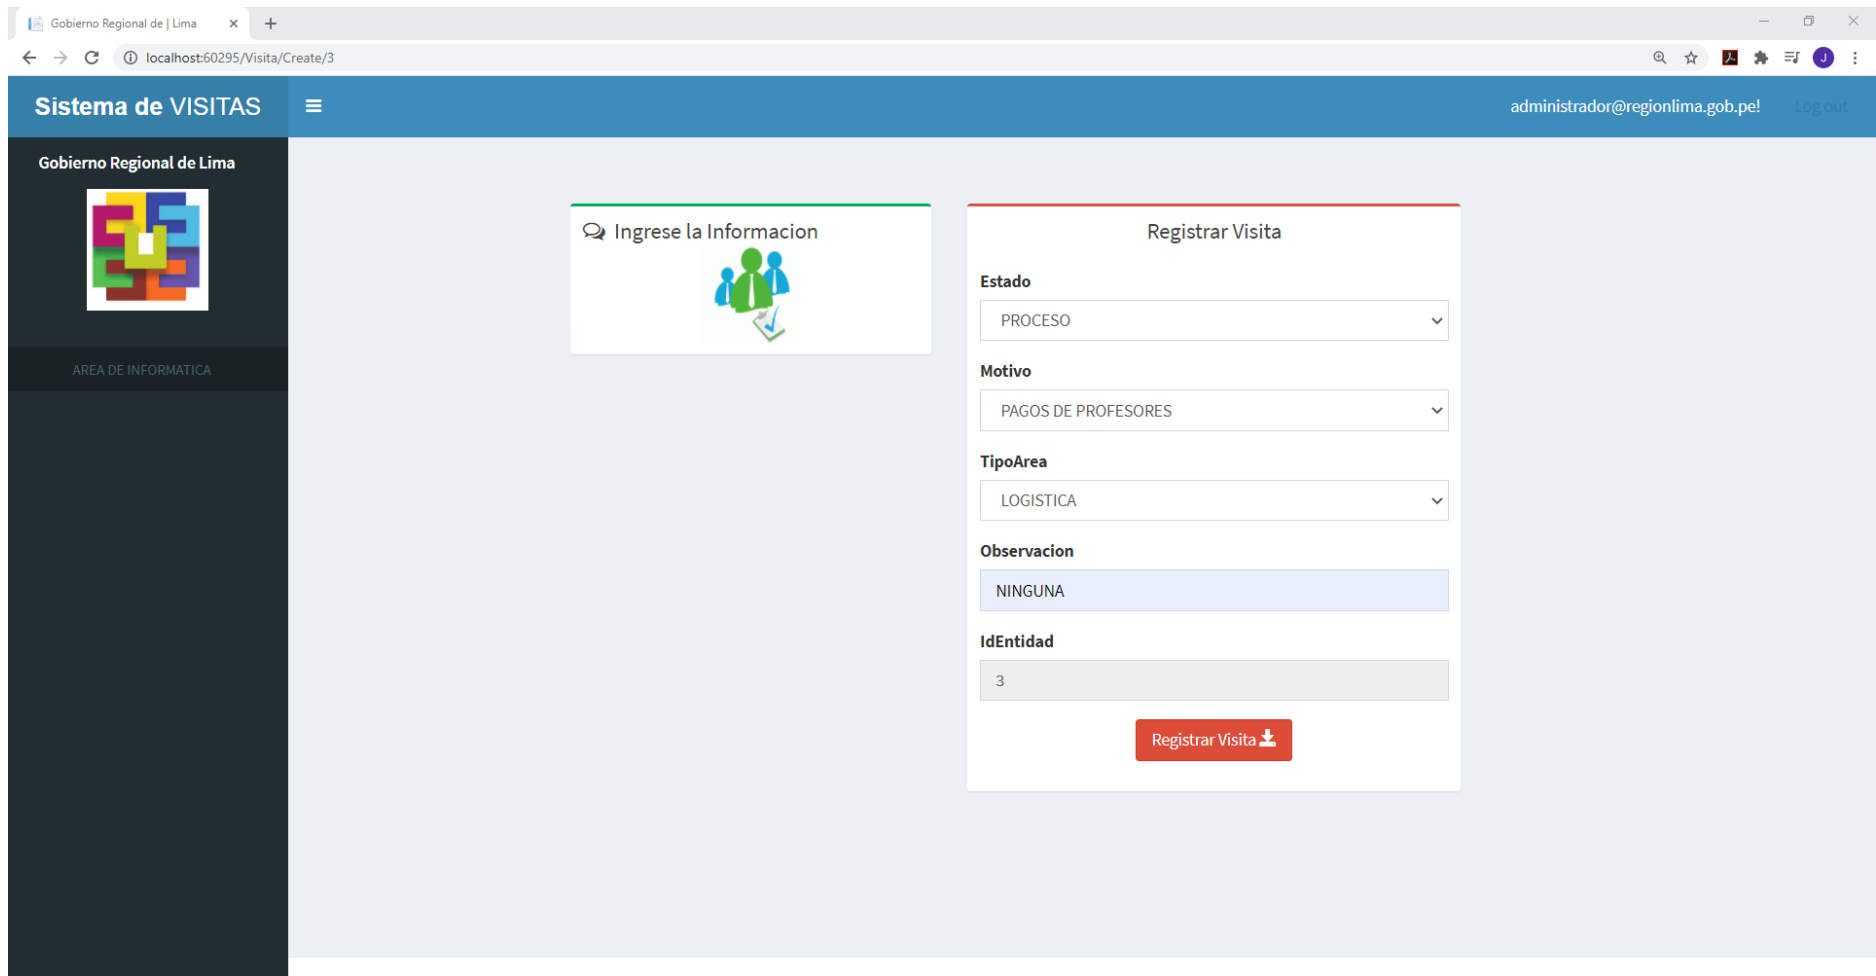 Gobierno Regional de | Lima
localhost:60295/Visita/Create/3
J
Sistema de VISITAS
administrador@regionlima.gob.pe!
Log out
Gobierno Regional de Lima
AREA DE INFORMATICA
Ingrese la Informacion
Registrar Visita
Estado
PROCESO
Motivo
PAGOS DE PROFESORES
TipoArea
LOGISTICA
Observacion
NINGUNA
IdEntidad
3
Registrar Visita